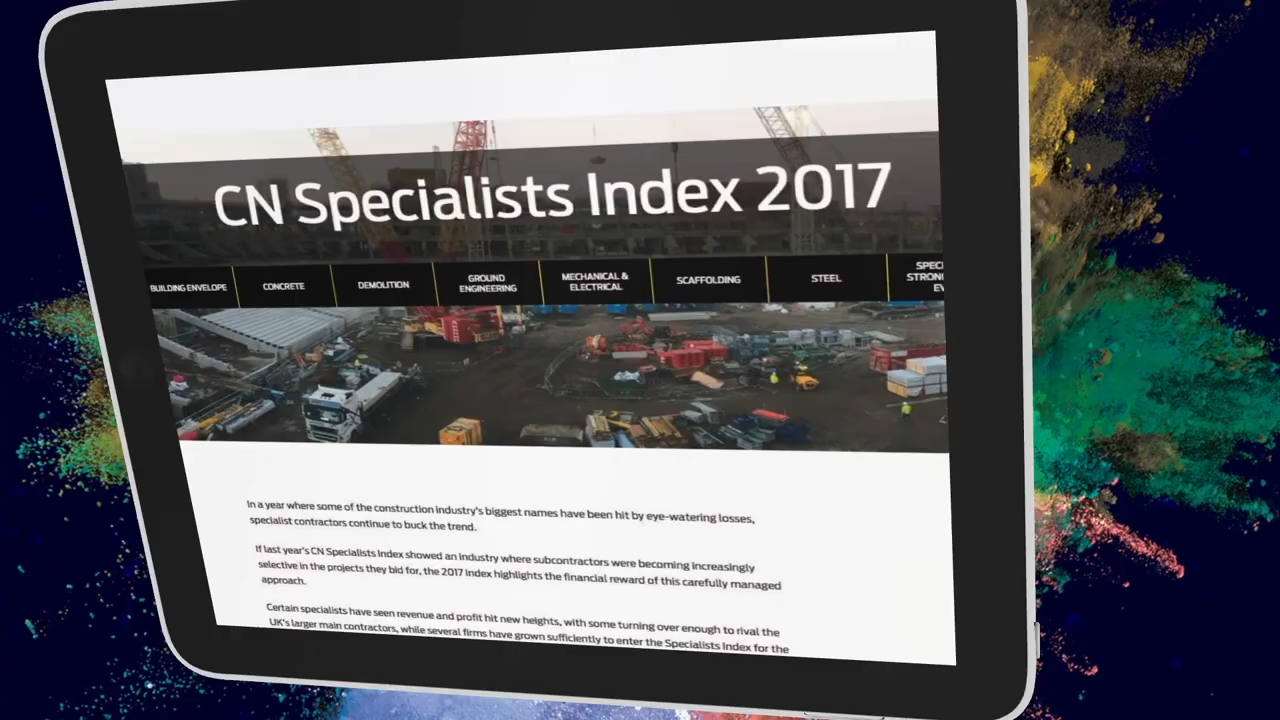 CN Specialists Index 2017
BUILDING ENVELOPE
CONCRETE
DEMOLITION
GROUND
ENGINEERING
MECHANICAL &
ELECTRICAL
SCAFFOLDING
STEEL
In a year where some of the construction industry's biggest names have been hit by eye-watering losses,
specialist contractors continue to buck the trend.
If last year's CN Specialists Index showed an industry where subcontractors were becoming increasingly
selective in the projects they bid for, the 2017 Index highlights the financial reward of this carefully managed
approach.
Certain specialists have seen revenue and profit hit new heights, with some turning over enough to rival the
UK's larger main contractors, while several firms have grown sufficiently to enter the Specialists Index for the